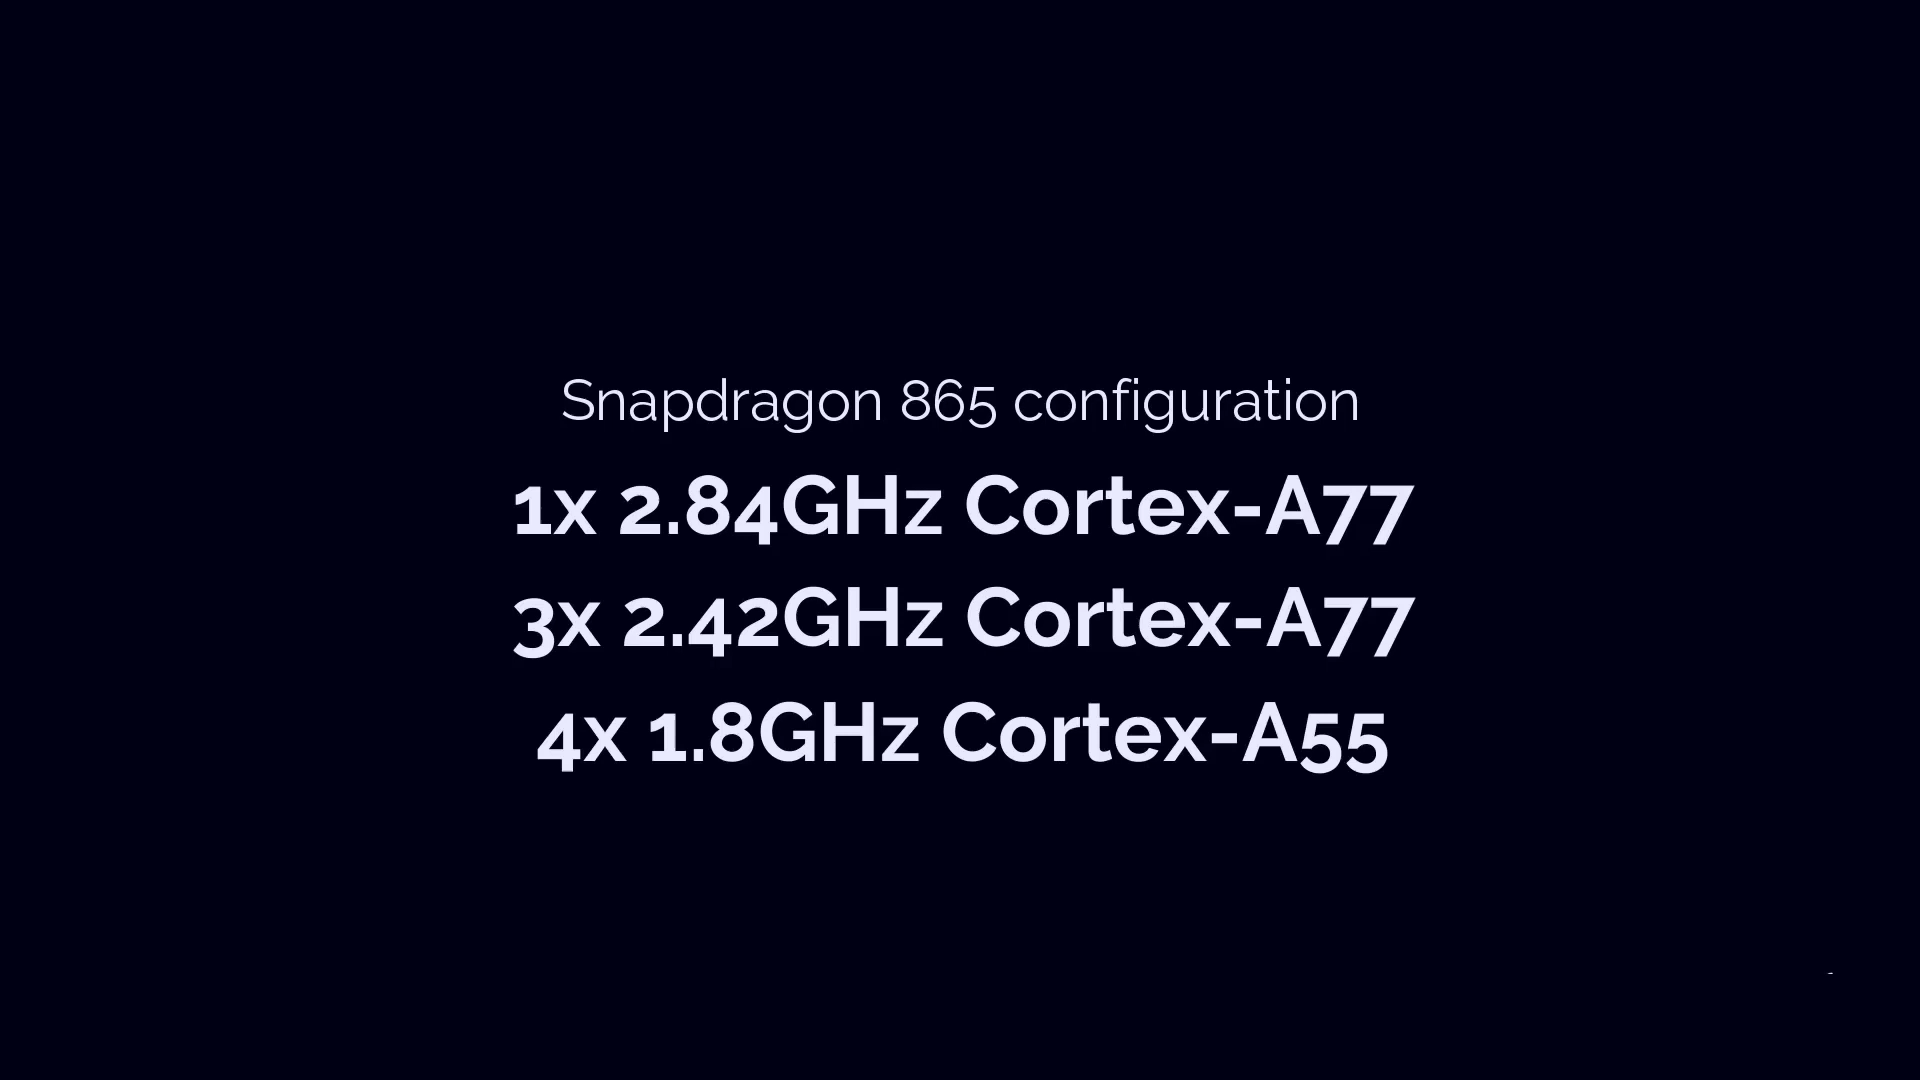 Snapdragon 865 configuration
1x 2.84GHz Cortex-A77
3x 2.42GHz Cortex-A77
4x 1.8GHz Cortex-A55